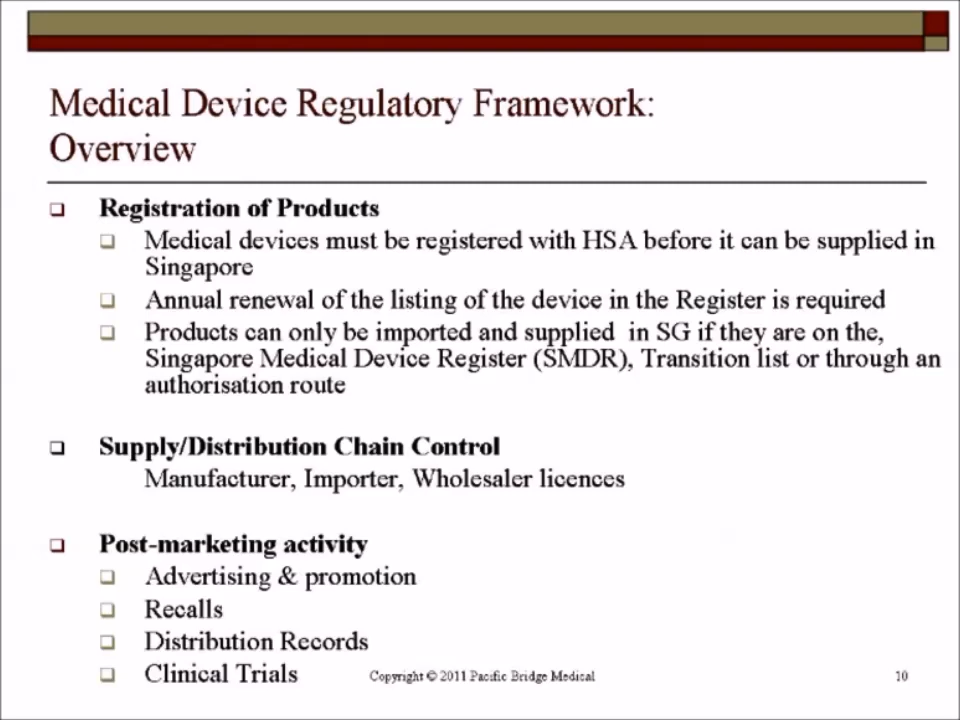 Medical Device Regulatory Framework:
Overview
Registration of Products
Medical devices must be registered with HSA before it can be supplied in
Singapore
Annual renewal of the listing of the device in the Register is required
Products can only be imported and supplied in SG if they are on the,
Singapore Medical Device Register (SMDR), Transition list or through an
authorisation route
Supply/Distribution Chain Control
Manufacturer, Importer, Wholesaler licences
Post-marketing activity
Advertising & promotion
Recalls
Distribution Records
Clinical Trials
Copyright © 2011 Pacific Bridge Medical
10